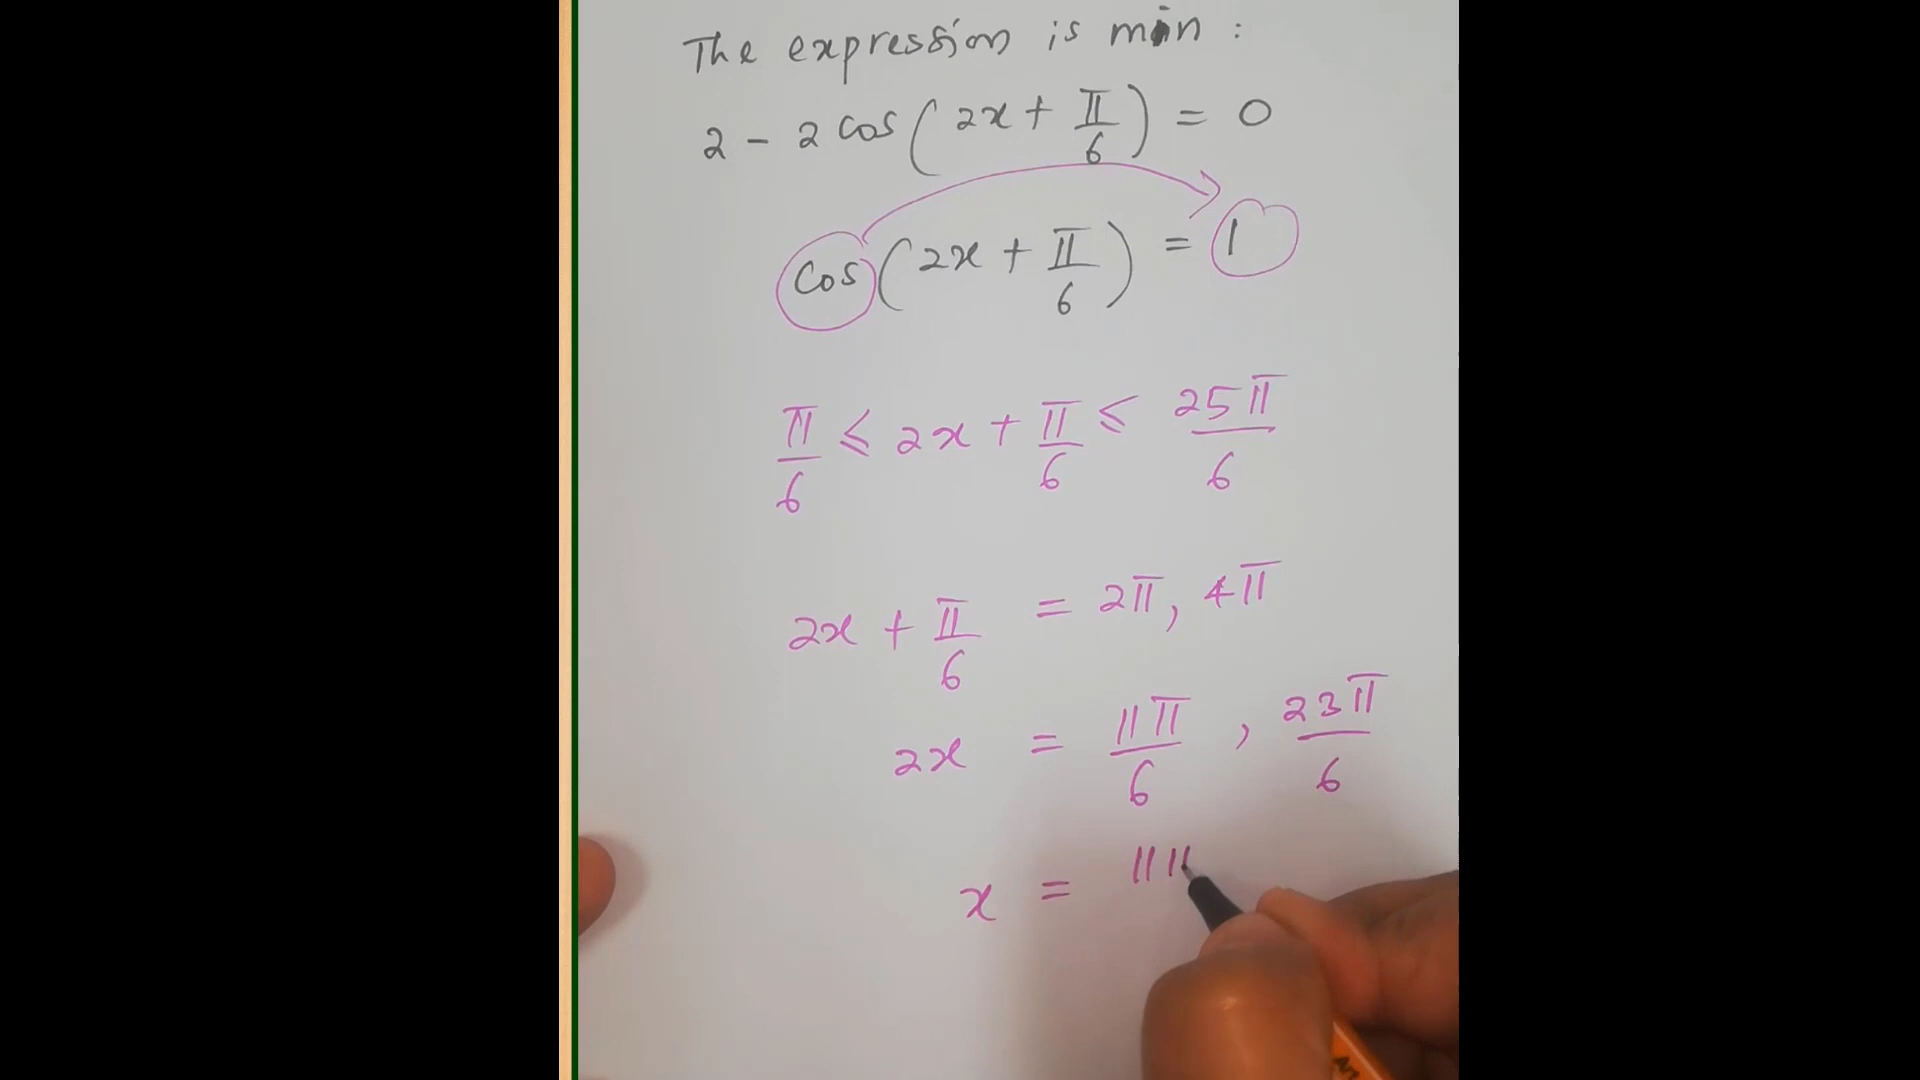 The expression is min :
2 - 2 cos(2x + π/6) = 0
cos(2x + π/6) = 1
π/6 ≤ 2x + π/6 ≤ 25π/6
2x + π/6 = 2π, 4π
2x = 11π/6 , 23π/6
x = 11